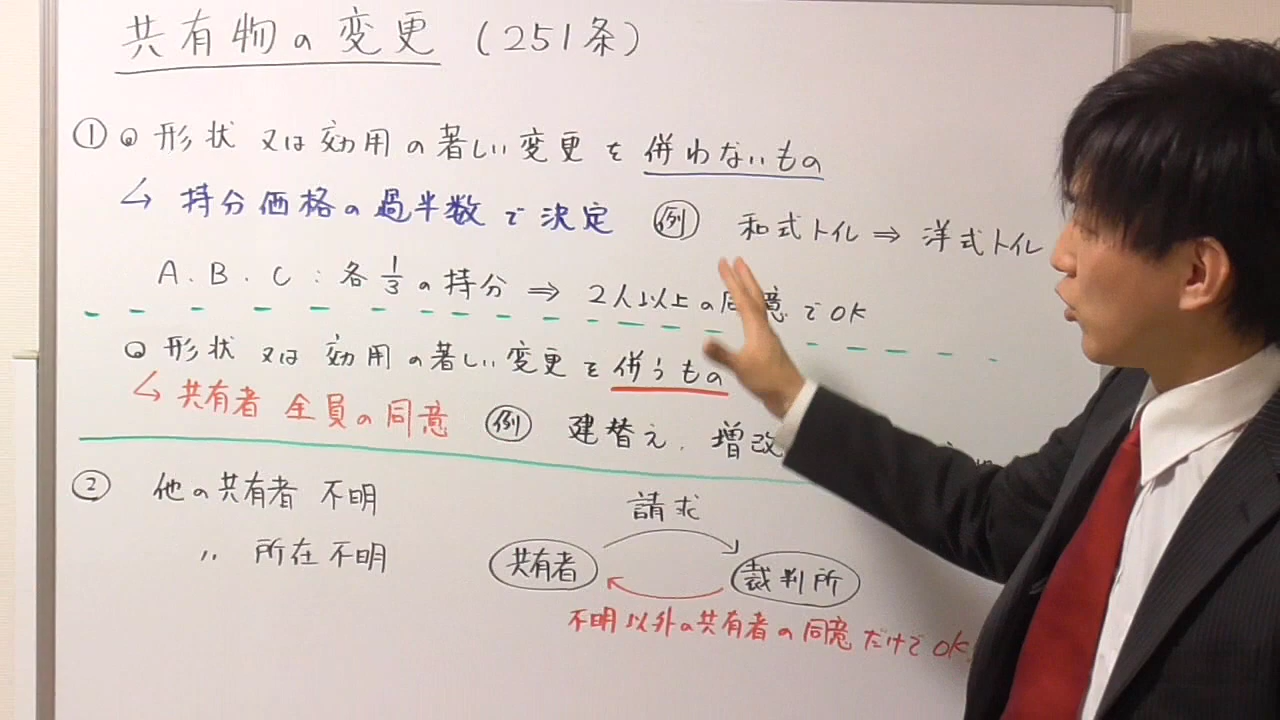 共有物の変更 (251条)
① ◎ 形状 又は 効用の著しい変更を併わないもの
↳ 持分価格の過半数で決定 例 和式トイレ ⇒ 洋式トイレ
A. B. C : 各 1/3 の持分 ⇒ 2人以上の同意でOK
◎ 形状 又は 効用の著しい変更を併うもの
↳ 共有者 全員の同意 例 建替え、増改
② 他の共有者 不明
〃 所在不明
請求
共有者 裁判所
不明以外の共有者の同意だけでOK